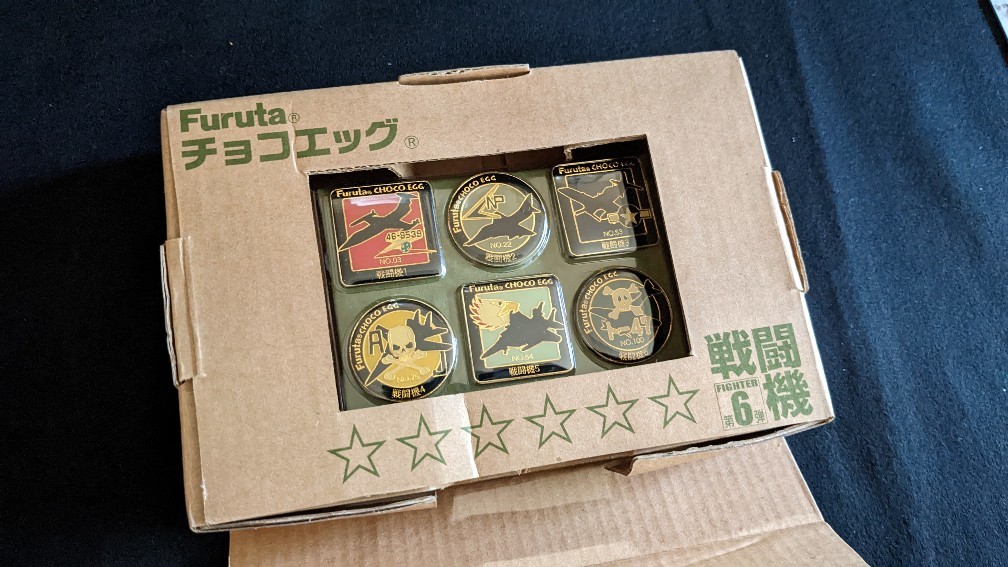 Furuta®
チョコエッグ®
Furuta® CHOCO EGG
46-8535
NO.03
戦闘機1
Furuta® CHOCO EGG
NO.22
戦闘機2
Furuta® CHOCO EGG
NO.53
戦闘機3
Furuta® CHOCO EGG
戦闘機4
Furuta® CHOCO EGG
NO.64
戦闘機5
Furuta® CHOCO EGG
NO.100
戦闘機
FIGHTER
第6弾